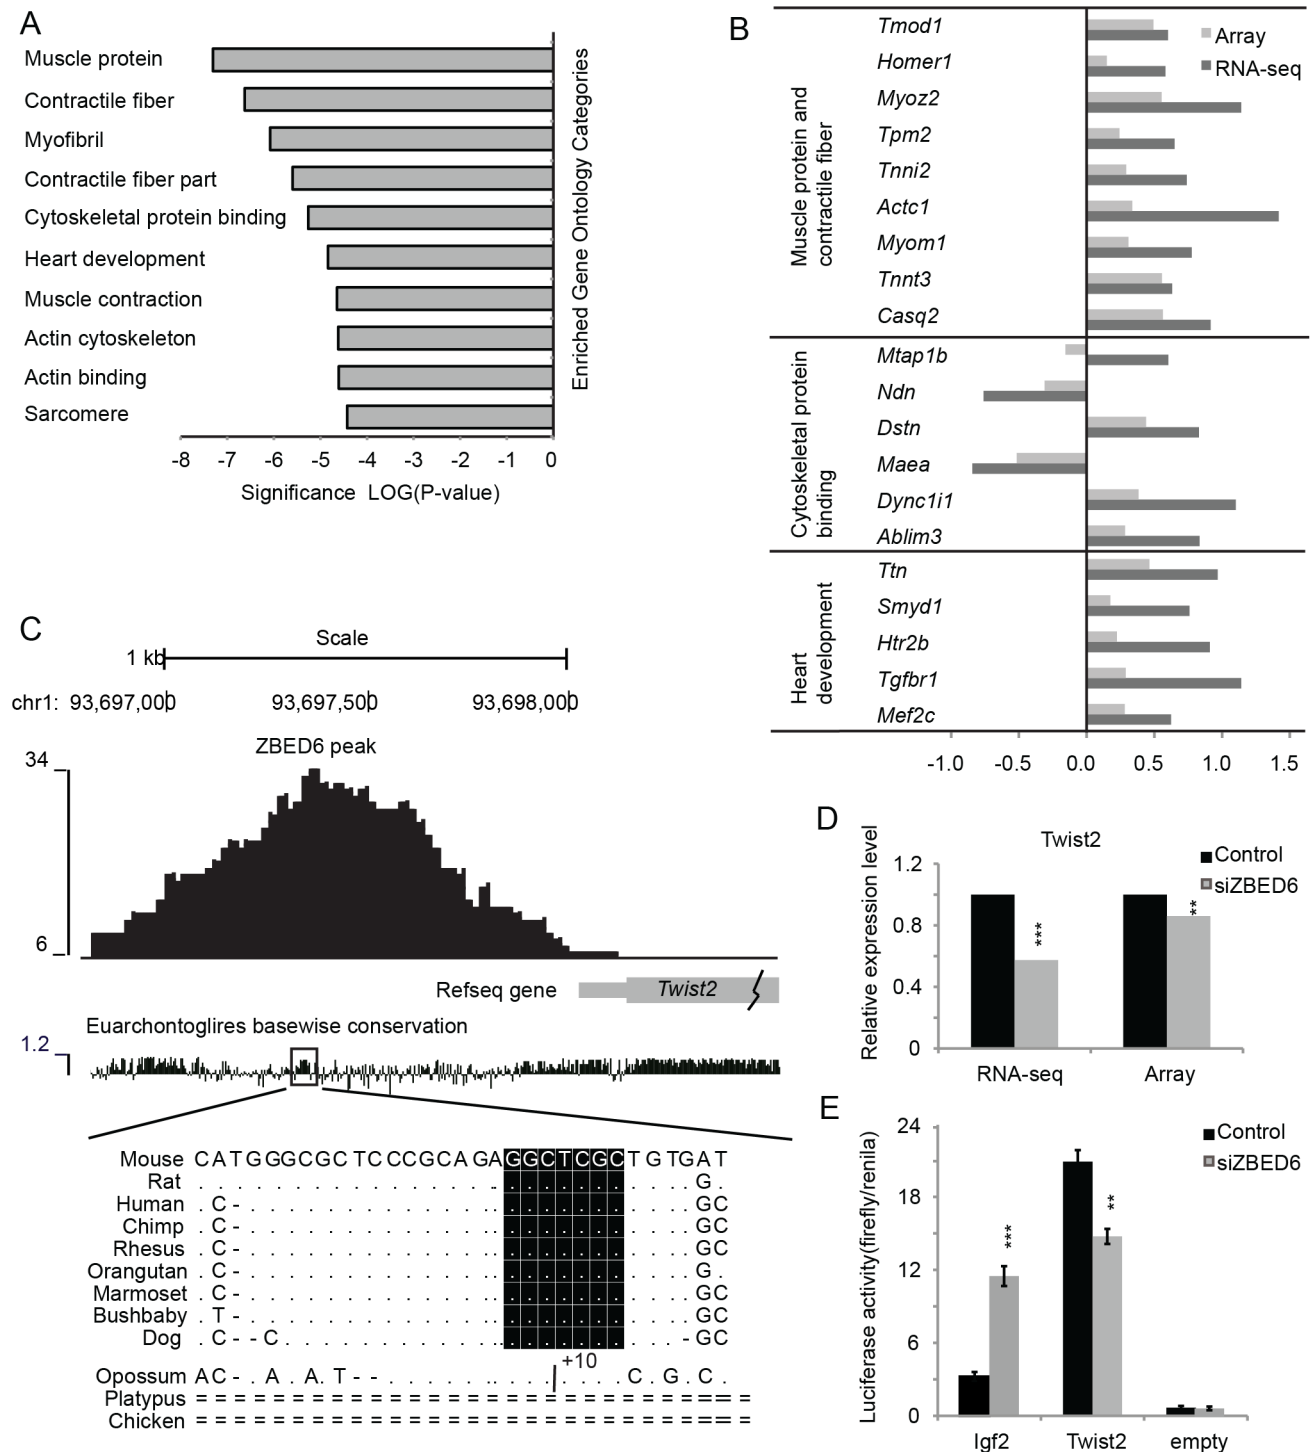 A
Muscle protein
Contractile fiber
Myofibril
Contractile fiber part
Cytoskeletal protein binding
Heart development
Muscle contraction
Actin cytoskeleton
Actin binding
Sarcomere
Enriched Gene Ontology Categories
-8 -7 -6 -5 -4 -3 -2 -1 0
Significance LOG(P-value)
B
Array
RNA-seq
Muscle protein and
contractile fiber
Tmod1
Homer1
Myoz2
Tpm2
Tnni2
Actc1
Myom1
Tnnt3
Casq2
Cytoskeletal protein
binding
Mtap1b
Ndn
Dstn
Maea
Dync1i1
Ablim3
Heart
development
Ttn
Smyd1
Htr2b
Tgfbr1
Mef2c
-1.0 -0.5 0.0 0.5 1.0 1.5
C
Scale
1 kb
chr1: 93,697,000 93,697,500 93,698,000
ZBED6 peak
34
6
Refseq gene Twist2
Euarchontoglires basewise conservation
1.2
Mouse CATGGGCGCTCCCGCAGAGGCTCGCTGTGAT
Rat . . . . . . . . . . . . . . . . . . . . . . . . . . . . . G .
Human . C - . . . . . . . . . . . . . . . . . . . . . . . . . . G C
Chimp . C - . . . . . . . . . . . . . . . . . . . . . . . . . . G C
Rhesus . C - . . . . . . . . . . . . . . . . . . . . . . . . . . G C
Orangutan . C - . . . . . . . . . . . . . . . . . . . . . . . . . . G .
Marmoset . C - . . . . . . . . . . . . . . . . . . . . . . . . . . G C
Bushbaby . T - . . . . . . . . . . . . . . . . . . . . . . . . . . G C
Dog . C - - C . . . . . . . . . . . . . . . . . . . . . . . - G C
+10
Opossum A C - . A . A . T - - . . . . . . . . . | . . . . . C . G . C .
Platypus = = = = = = = = = = = = = = = = = = = = = = = = = = = = = = =
Chicken = = = = = = = = = = = = = = = = = = = = = = = = = = = = = = =
D
Twist2
Control
siZBED6
Relative expression level
1.2
0.8
0.4
0
***
**
RNA-seq Array
E
Control
siZBED6
Luciferase activity(firefly/renila)
24
18
12
6
0
***
**
Igf2 Twist2 empty